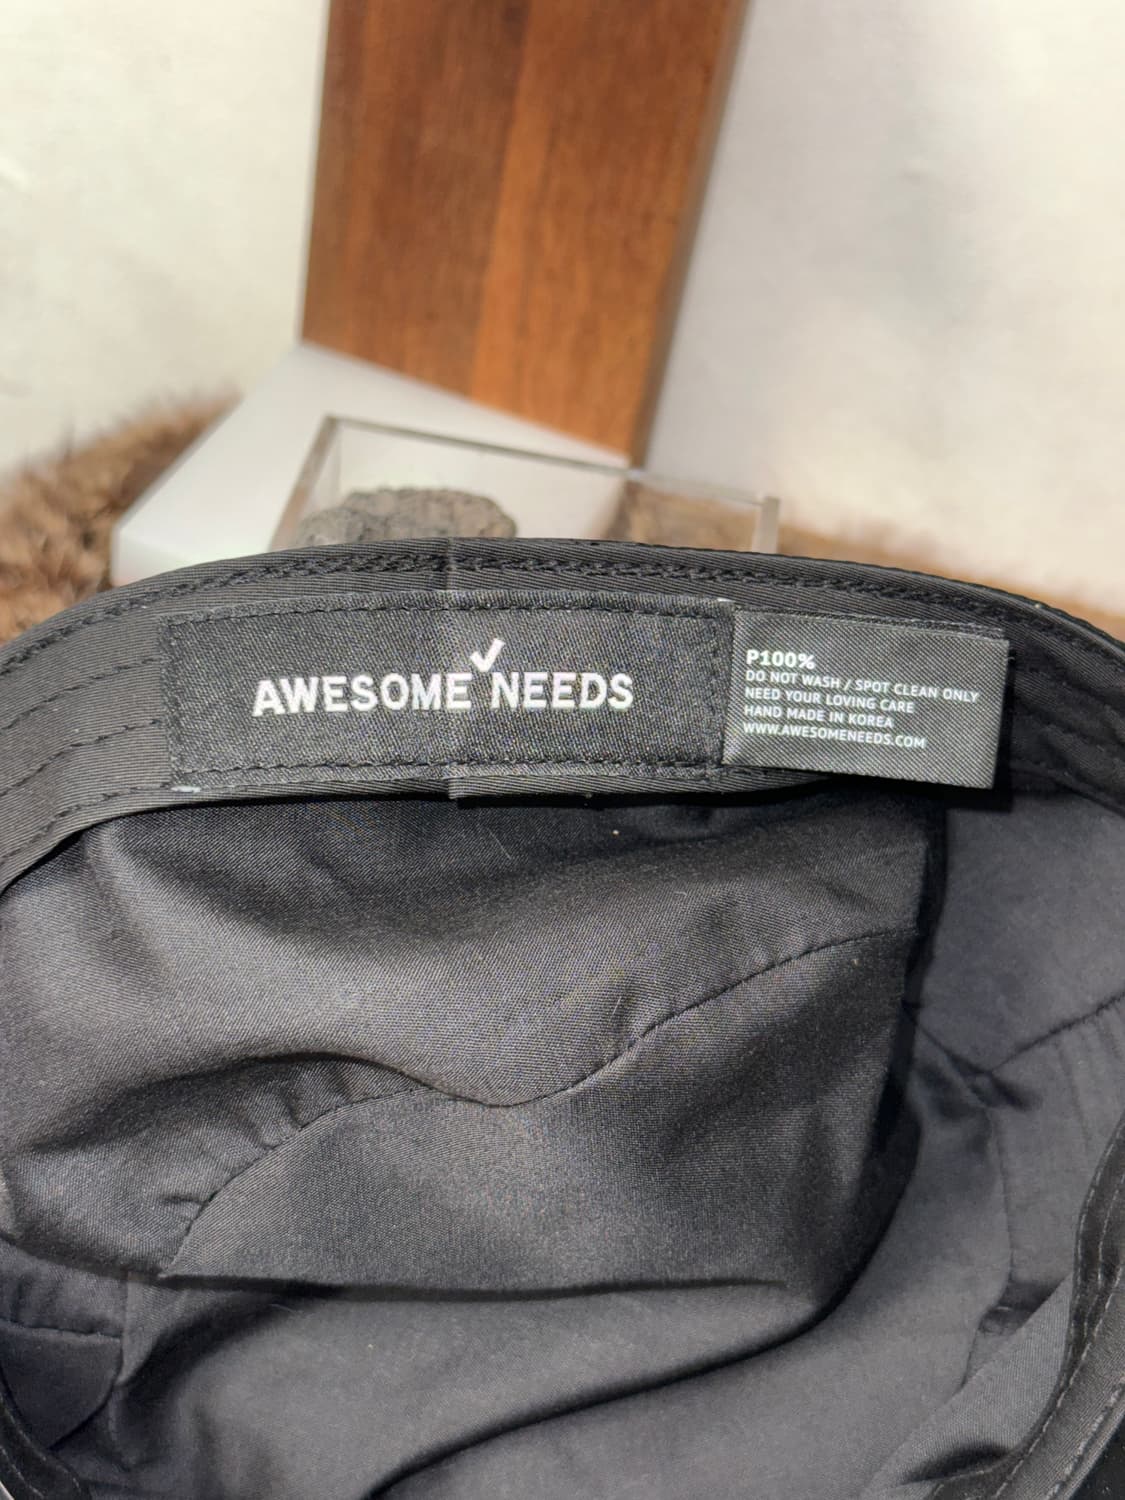 AWESOME NEEDS
P100%
DO NOT WASH / SPOT CLEAN ONLY
NEED YOUR LOVING CARE
HAND MADE IN KOREA
WWW.AWESOMENEEDS.COM